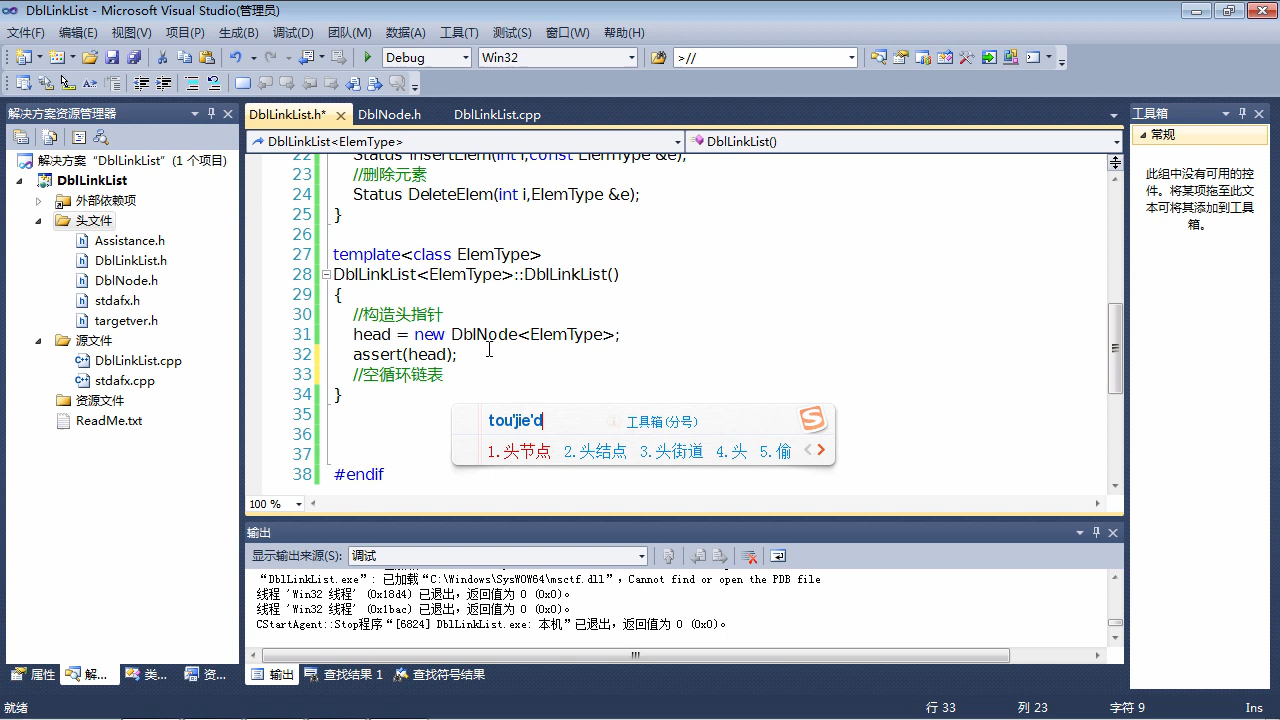 DblLinkList - Microsoft Visual Studio(管理员)
文件(F) 编辑(E) 视图(V) 项目(P) 生成(B) 调试(D) 团队(M) 数据(A) 工具(T) 测试(S) 窗口(W) 帮助(H)
Debug Win32 >//
解决方案资源管理器
解决方案“DblLinkList”(1 个项目)
DblLinkList
外部依赖项
头文件
Assistance.h
DblLinkList.h
DblNode.h
stdafx.h
targetver.h
源文件
DblLinkList.cpp
stdafx.cpp
资源文件
ReadMe.txt
属性 解... 类... 资...
DblLinkList.h* DblNode.h DblLinkList.cpp
DblLinkList<ElemType> DblLinkList()
22 Status InsertElem(int i,const ElemType &e);
23 //删除元素
24 Status DeleteElem(int i,ElemType &e);
25 }
26
27 template<class ElemType>
28 DblLinkList<ElemType>::DblLinkList()
29 {
30 //构造头指针
31 head = new DblNode<ElemType>;
32 assert(head);
33 //空循环链表
34 }
35
36
37
38 #endif
tou'jie'd 工具箱(分号)
1.头节点 2.头结点 3.头街道 4.头 5.偷
100 %
输出
显示输出来源(S): 调试
“DblLinkList.exe”: 已加载“C:\Windows\SysWOW64\msctf.dll”,Cannot find or open the PDB file
线程 'Win32 线程' (0x18d4) 已退出，返回值为 0 (0x0)。
线程 'Win32 线程' (0x1bac) 已退出，返回值为 0 (0x0)。
CStartAgent::Stop程序“[6824] DblLinkList.exe: 本机”已退出，返回值为 0 (0x0)。
输出 查找结果 1 查找符号结果
工具箱
常规
此组中没有可用的控
件。将某项拖至此文
本可将其添加到工具
箱。
就绪 行 33 列 23 字符 9 Ins